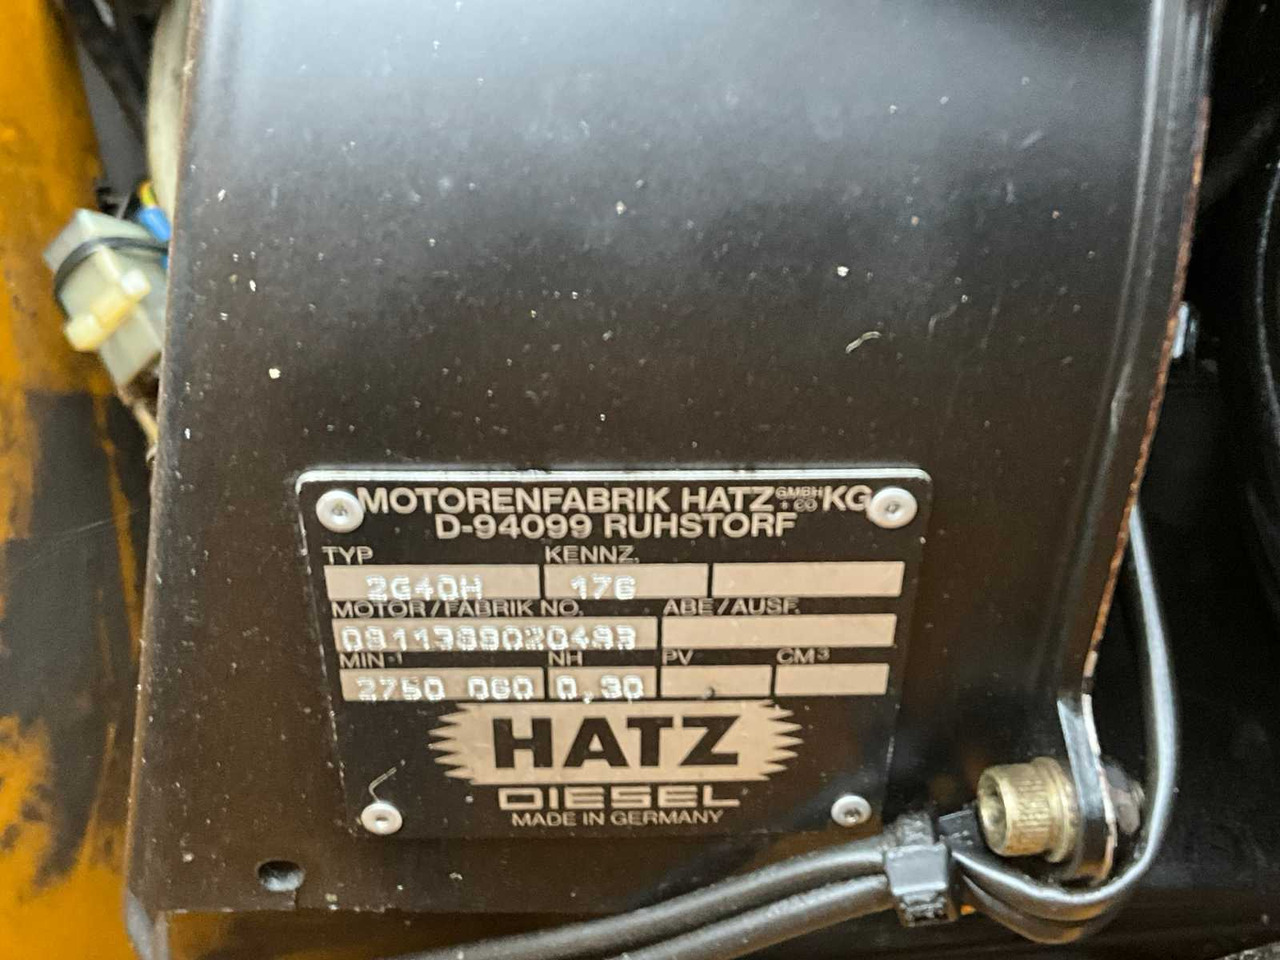 MOTORENFABRIK HATZ GMBH + CO KG
D-94099 RUHSTORF
TYP KENNZ.
2G40H 176
MOTOR/FABRIK NO. ABE/AUSF.
MIN-1 NH PV CM³
2750 0,30
HATZ
DIESEL
MADE IN GERMANY